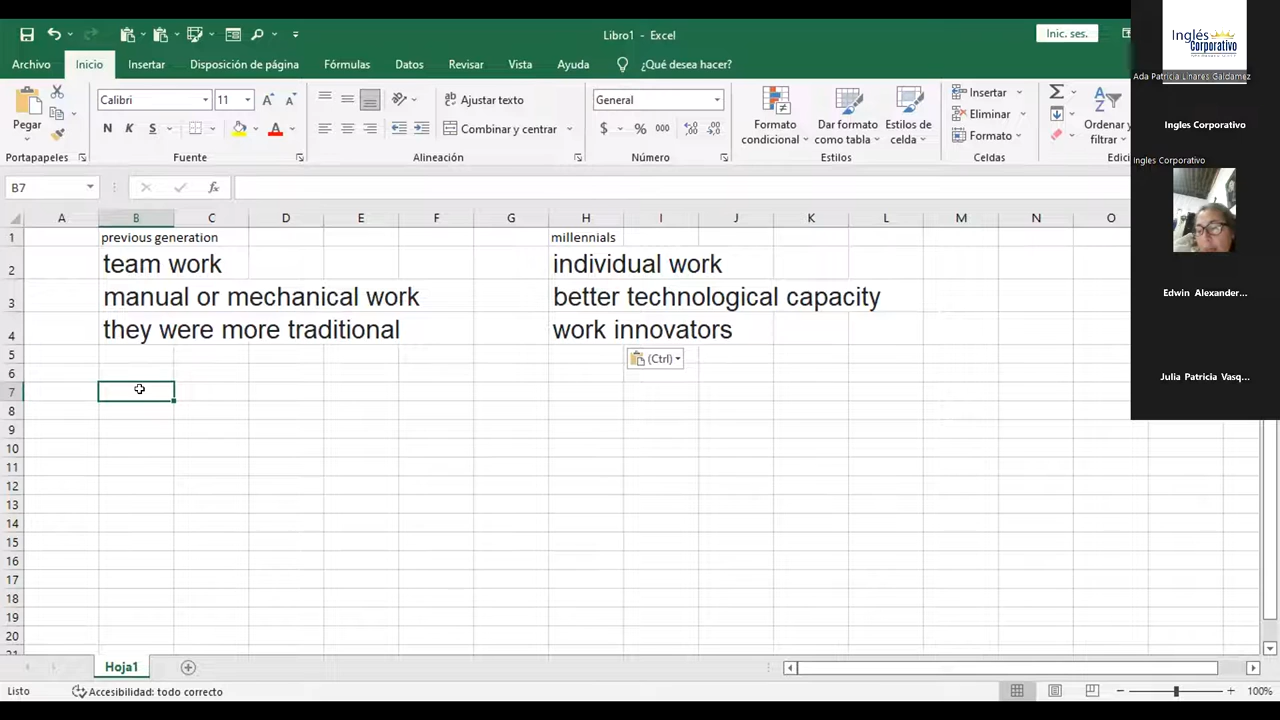 Libro1 - Excel
Inic. ses.
Archivo Inicio Insertar Disposición de página Fórmulas Datos Revisar Vista Ayuda ¿Qué desea hacer?
Pegar
Calibri 11
N K S
Ajustar texto
Combinar y centrar
General
$ % 000
Formato condicional
Dar formato como tabla
Estilos de celda
Insertar
Eliminar
Formato
Ordenar y filtrar
Portapapeles Fuente Alineación Número Estilos Celdas Edici
B7 fx
A B C D E F G H I J K L M N O
1 previous generation millennials
2 team work individual work
3 manual or mechanical work better technological capacity
4 they were more traditional work innovators
5 (Ctrl)
6
7
8
9
10
11
12
13
14
15
16
17
18
19
20
21
Hoja1
Listo Accesibilidad: todo correcto 100%
Inglés Corporativo
Ada Patricia Linares Galdamez
Ingles Corporativo
Ingles Corporativo
Edwin Alexander...
Julia Patricia Vasq...